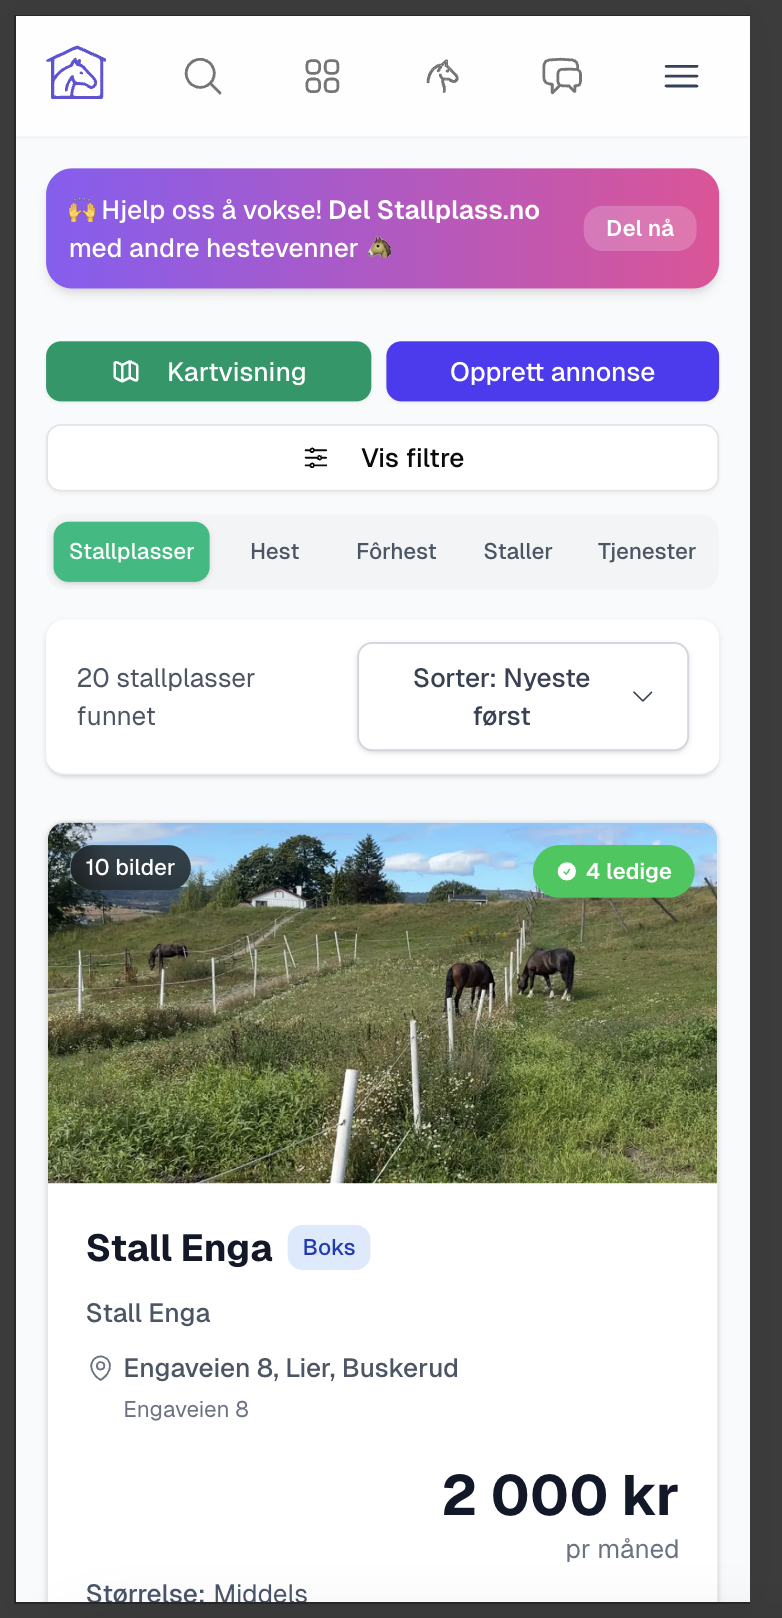 🙌 Hjelp oss å vokse! Del Stallplass.no
med andre hestevenner 🐴
Del nå
Kartvisning
Opprett annonse
Vis filtre
Stallplasser
Hest
Fôrhest
Staller
Tjenester
20 stallplasser
funnet
Sorter: Nyeste
først
10 bilder
4 ledige
Stall Enga
Boks
Stall Enga
Engaveien 8, Lier, Buskerud
Engaveien 8
2 000 kr
pr måned
Størrelse: Middels